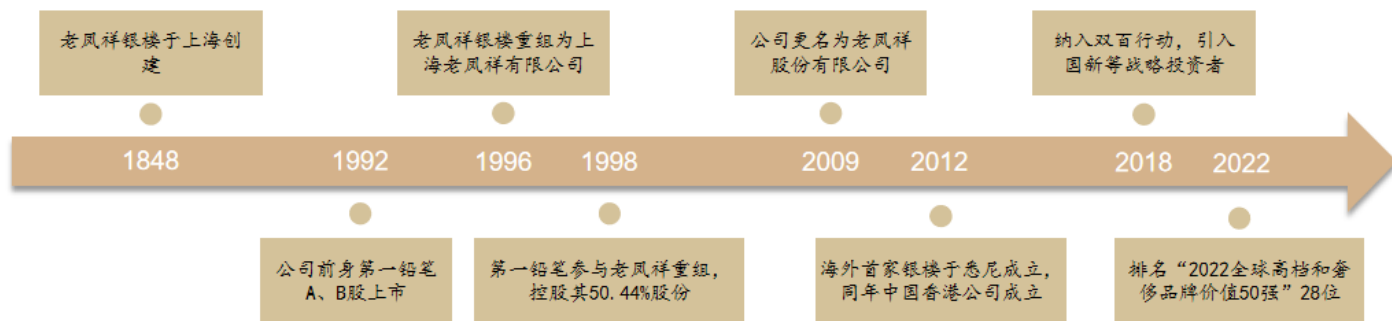 老凤祥银楼于上海创
建
老凤祥银楼重组为上
海老凤祥有限公司
公司更名为老凤祥
股份有限公司
纳入双百行动，引入
国新等战略投资者
1848
1992
1996
1998
2009
2012
2018
2022
公司前身第一铅笔
A、B股上市
第一铅笔参与老凤祥重组，
控股其50.44%股份
海外首家银楼于悉尼成立，
同年中国香港公司成立
排名“2022全球高档和奢
侈品牌价值50强”28位